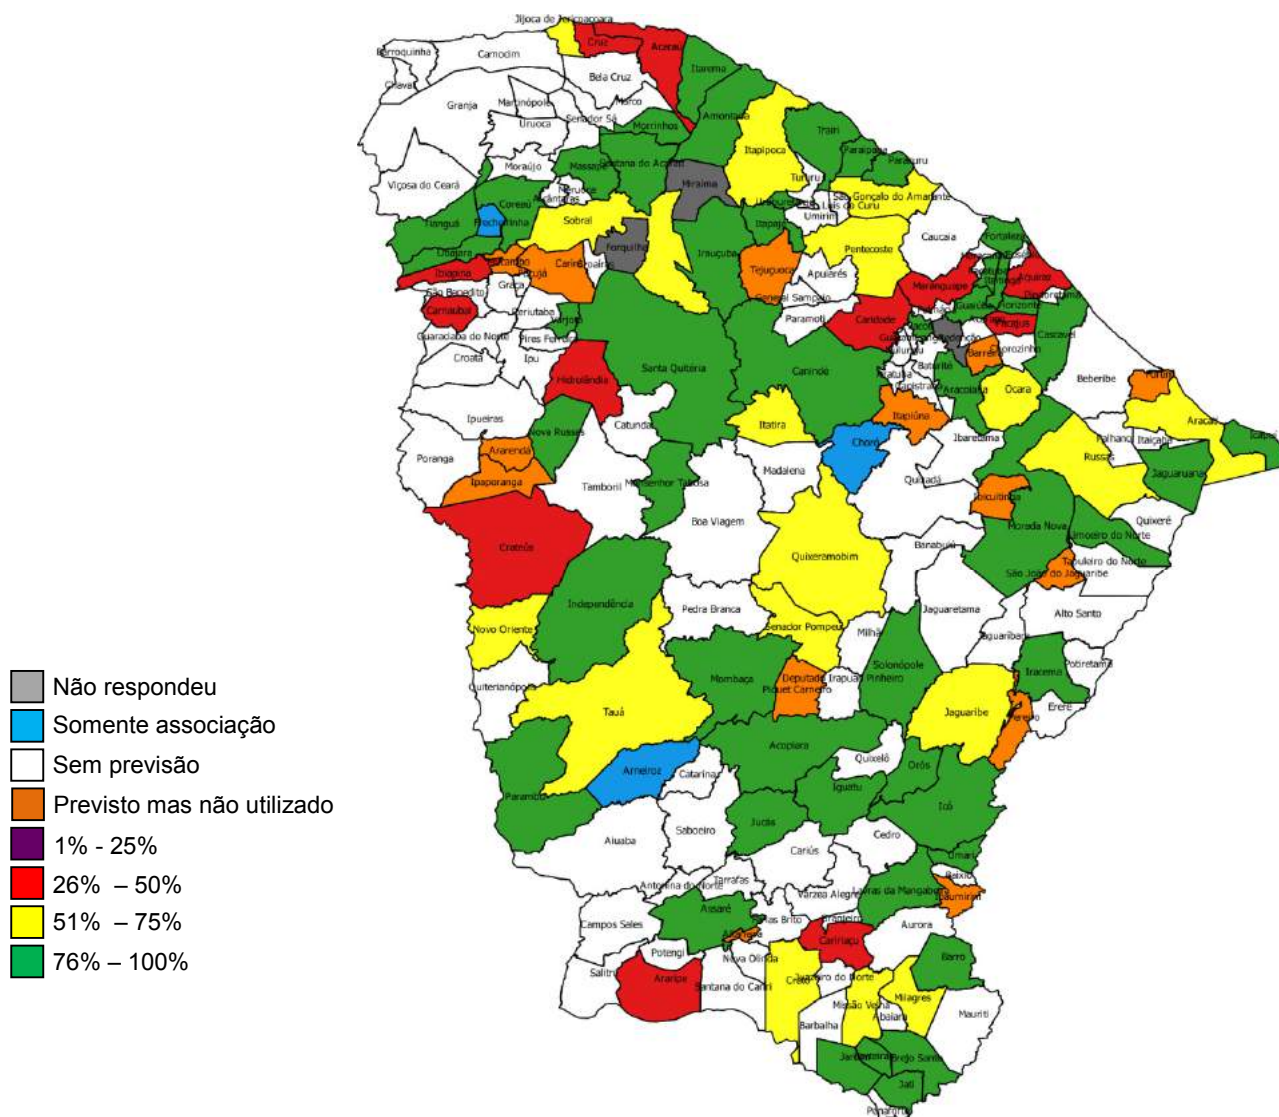 Jijoca de Jericoacoara
Cruz
Acaraú
Barroquinha
Camocim
Chaval
Bela Cruz
Itarema
Granja
Martinópole
Marco
Senador Sá
Uruoca
Amontada
Morrinhos
Itapipoca
Trairi
Paraipaba
Paracuru
Moraújo
Massapê
Santana do Acaraú
Miraíma
Tururu
Viçosa do Ceará
Meruoca
Alcântaras
Coreaú
Uruburetama
São Gonçalo do Amarante
Luis do Curu
Umirim
Tianguá
Frecheirinha
Sobral
Itapajé
Caucaia
Fortaleza
Ubajara
Forquilha
Irauçuba
Pentecoste
Ibiapina
Mucambo
Pacujá
Cariré
Groaíras
Tejuçuoca
Apuiarés
Maranguape
Aquiraz
São Benedito
Graça
General Sampaio
Carnaubal
Reriutaba
Varjota
Paramoti
Caridade
Guaiúba
Horizonte
Pacajus
Cascavel
Guaraciaba do Norte
Pires Ferreira
Redenção
Barreira
Chorozinho
Croatá
Ipu
Hidrolândia
Santa Quitéria
Canindé
Baturité
Aratuba
Capistrano
Aracoiaba
Ocara
Beberibe
Fortim
Ipueiras
Catunda
Itatira
Itapiúna
Aracati
Icapuí
Nova Russas
Choró
Ibaretama
Palhano
Itaiçaba
Poranga
Ararendá
Madalena
Russas
Jaguaruana
Ipaporanga
Tamboril
Monsenhor Tabosa
Quixadá
Ibicuitinga
Boa Viagem
Morada Nova
Quixeré
Limoeiro do Norte
Crateús
Quixeramobim
Banabuiú
Tabuleiro do Norte
São João do Jaguaribe
Independência
Pedra Branca
Jaguaretama
Alto Santo
Novo Oriente
Senador Pompeu
Milhã
Jaguaribara
Solonópole
Iracema
Potiretama
Quiterianópolis
Mombaça
Deputado
Piquet Carneiro
Irapuã
Pinheiro
Tauá
Jaguaribe
Pereiro
Ererê
Acopiara
Quixelô
Arneiroz
Catarina
Orós
Parambu
Iguatu
Icó
Jucás
Saboeiro
Aiuaba
Cariús
Cedro
Umari
Baixio
Antonina do Norte
Tarrafas
Várzea Alegre
Lavras da Mangabeira
Ipaumirim
Campos Sales
Assaré
Farias Brito
Granjeiro
Aurora
Altaneira
Caririaçu
Potengi
Nova Olinda
Barro
Salitre
Araripe
Santana do Cariri
Crato
Juazeiro do Norte
Missão Velha
Milagres
Abaiara
Mauriti
Barbalha
Jardim
Porteiras
Brejo Santo
Jati
Penaforte
Não respondeu
Somente associação
Sem previsão
Previsto mas não utilizado
1% - 25%
26% – 50%
51% – 75%
76% – 100%